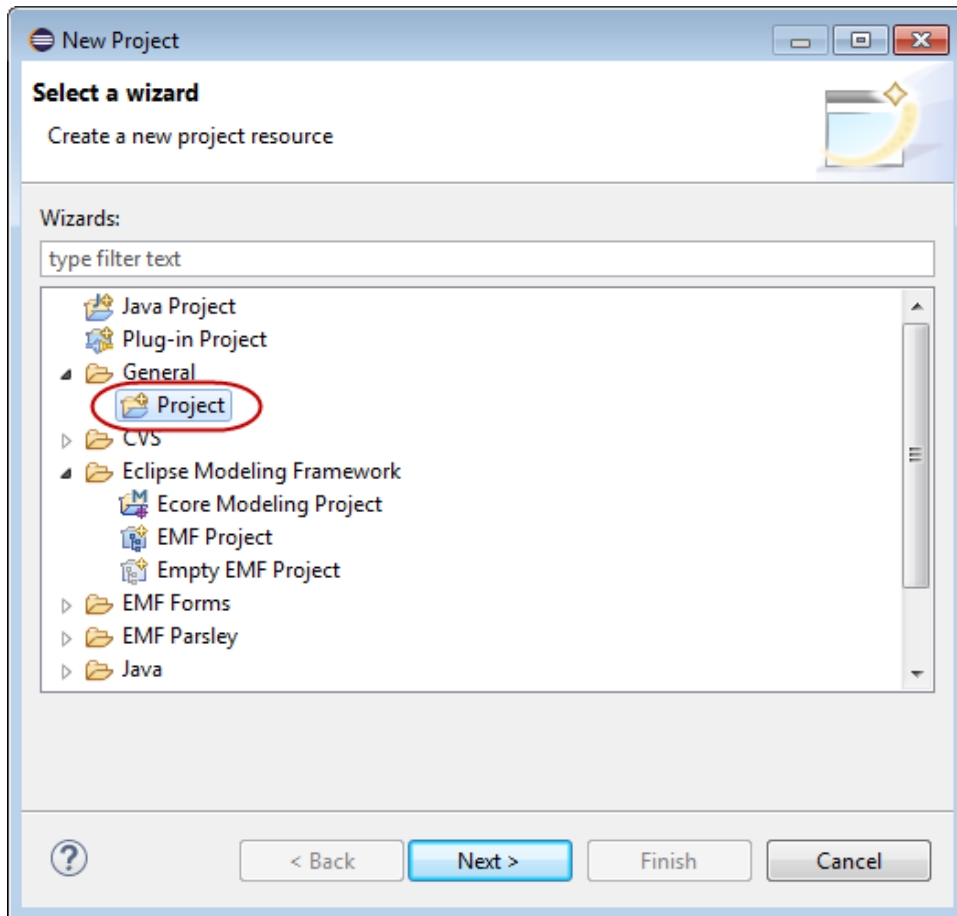 New Project
Select a wizard
Create a new project resource
Wizards:
type filter text
Java Project
Plug-in Project
General
Project
CVS
Eclipse Modeling Framework
Ecore Modeling Project
EMF Project
Empty EMF Project
EMF Forms
EMF Parsley
Java
? < Back Next > Finish Cancel